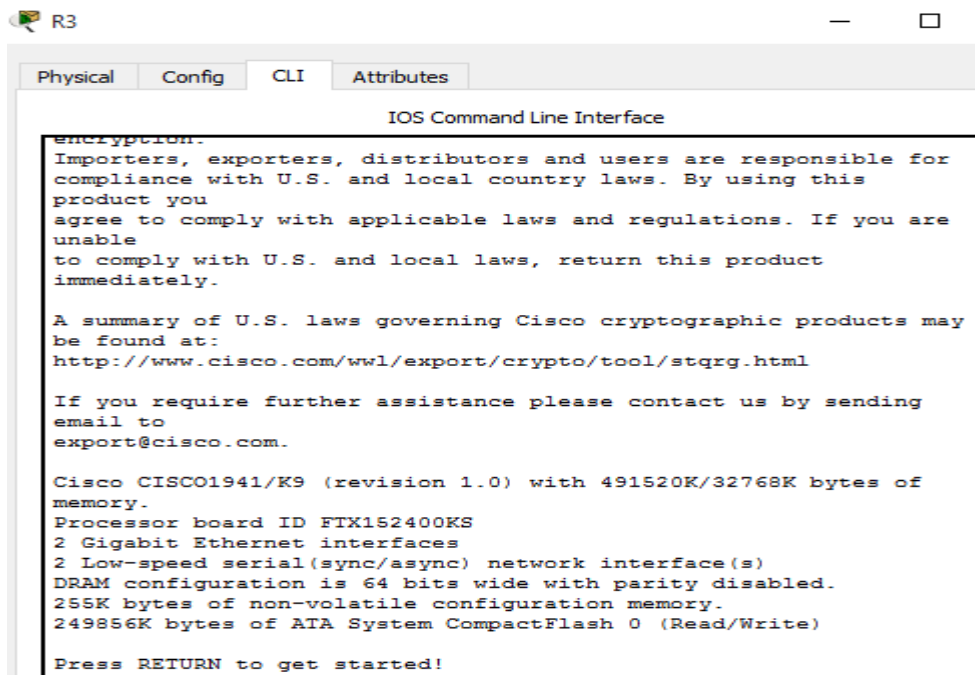 R3
Physical Config CLI Attributes
IOS Command Line Interface
encryption.
Importers, exporters, distributors and users are responsible for
compliance with U.S. and local country laws. By using this
product you
agree to comply with applicable laws and regulations. If you are
unable
to comply with U.S. and local laws, return this product
immediately.
A summary of U.S. laws governing Cisco cryptographic products may
be found at:
http://www.cisco.com/wwl/export/crypto/tool/stqrg.html
If you require further assistance please contact us by sending
email to
export@cisco.com.
Cisco CISCO1941/K9 (revision 1.0) with 491520K/32768K bytes of
memory.
Processor board ID FTX152400KS
2 Gigabit Ethernet interfaces
2 Low-speed serial(sync/async) network interface(s)
DRAM configuration is 64 bits wide with parity disabled.
255K bytes of non-volatile configuration memory.
249856K bytes of ATA System CompactFlash 0 (Read/Write)
Press RETURN to get started!